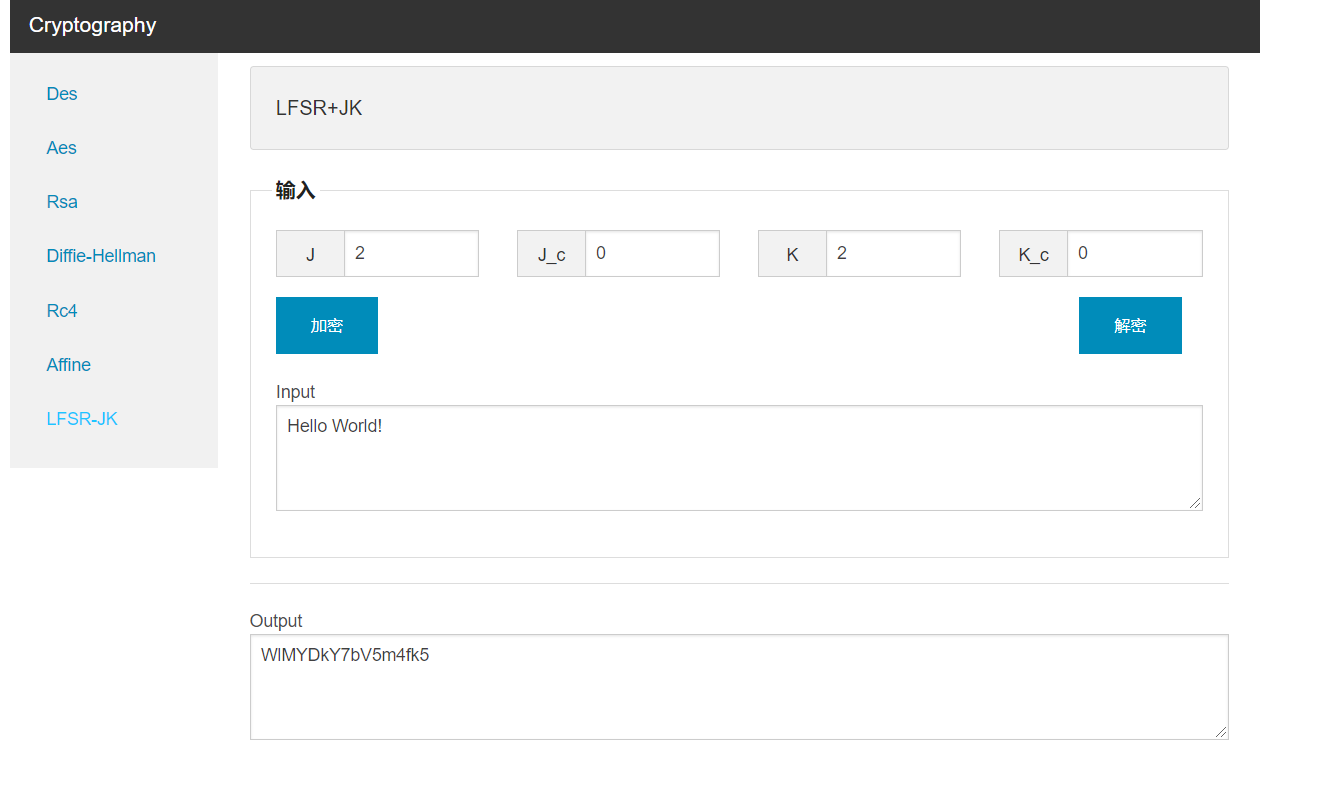 Cryptography
Des
Aes
Rsa
Diffie-Hellman
Rc4
Affine
LFSR-JK
LFSR+JK
输入
J 2 J_c 0 K 2 K_c 0
加密 解密
Input
Hello World!
Output
WlMYDkY7bV5m4fk5